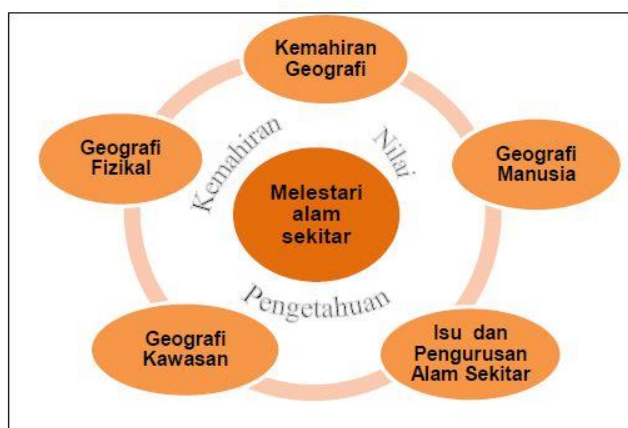 Kemahiran
Geografi
Geografi
Fizikal
Kemahiran
Nilai
Geografi
Manusia
Melestari
alam
sekitar
Pengetahuan
Geografi
Kawasan
Isu dan
Pengurusan
Alam Sekitar